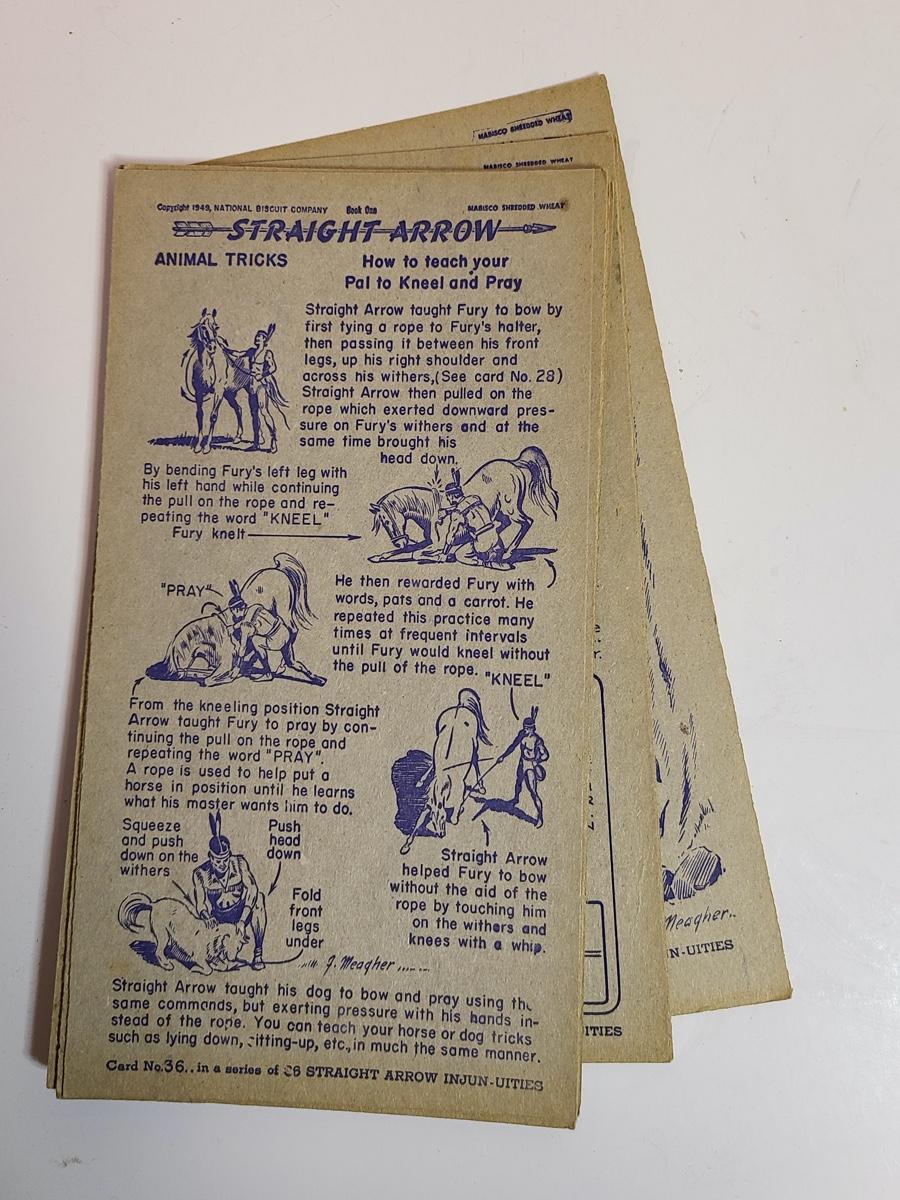 NABISCO SHREDDED WHEAT
NABISCO SHREDDED WHEAT
Copyright 1949, NATIONAL BISCUIT COMPANY Book One NABISCO SHREDDED WHEAT
STRAIGHT ARROW
ANIMAL TRICKS
How to teach your
Pal to Kneel and Pray
Straight Arrow taught Fury to bow by
first tying a rope to Fury's halter,
then passing it between his front
legs, up his right shoulder and
across his withers,(See card No. 28)
Straight Arrow then pulled on the
rope which exerted downward pres-
sure on Fury's withers and at the
same time brought his
head down.
By bending Fury's left leg with
his left hand while continuing
the pull on the rope and re-
peating the word "KNEEL"
Fury knelt
He then rewarded Fury with
words, pats and a carrot. He
repeated this practice many
times at frequent intervals
until Fury would kneel without
the pull of the rope.
"PRAY"
"KNEEL"
From the kneeling position Straight
Arrow taught Fury to pray by con-
tinuing the pull on the rope and
repeating the word "PRAY".
A rope is used to help put a
horse in position until he learns
what his master wants him to do.
Straight Arrow
helped Fury to bow
without the aid of the
rope by touching him
on the withers and
knees with a whip.
Squeeze
and push
down on the
withers
Push
head
down
Fold
front
legs
under
J. Meagher
Straight Arrow taught his dog to bow and pray using the
same commands, but exerting pressure with his hands in-
stead of the rope. You can teach your horse or dog tricks
such as lying down, sitting-up, etc., in much the same manner.
Card No.36.. in a series of 36 STRAIGHT ARROW INJUN-UITIES
Meagher..
N-UITIES
ITIES